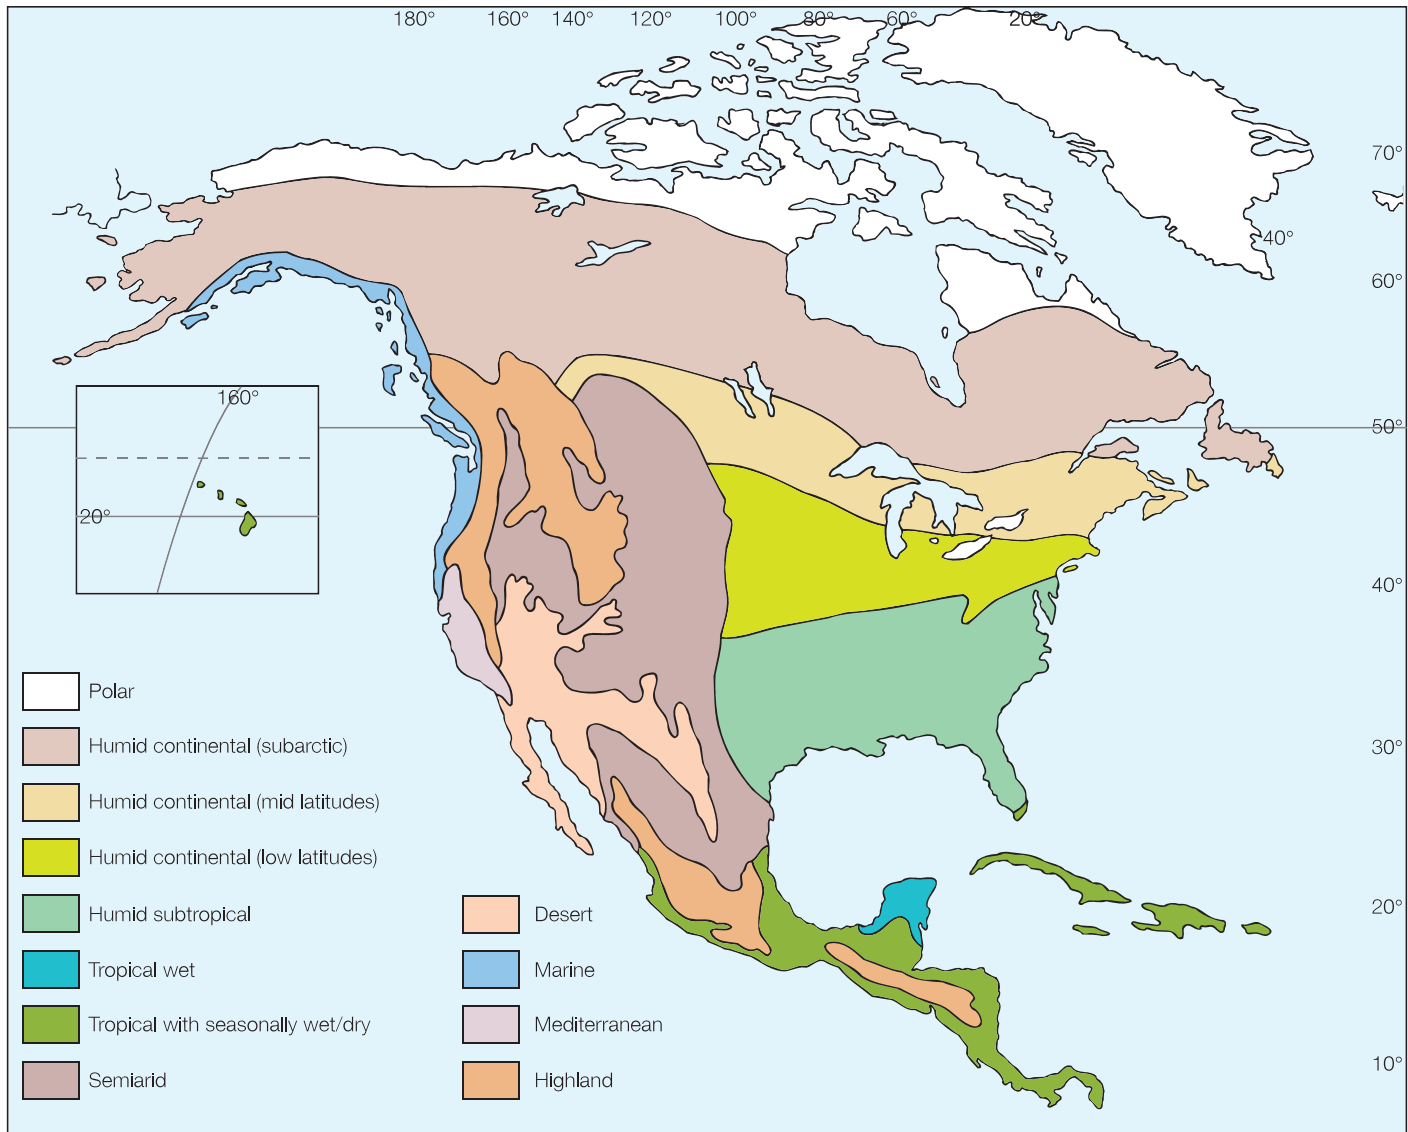 180° 160° 140° 120° 100° 80° 60° 20°
70°
40°
60°
160°
50°
20°
40°
Polar
Humid continental (subarctic)
30°
Humid continental (mid latitudes)
Humid continental (low latitudes)
Humid subtropical
Desert
20°
Tropical wet
Marine
Tropical with seasonally wet/dry
Mediterranean
10°
Semiarid
Highland